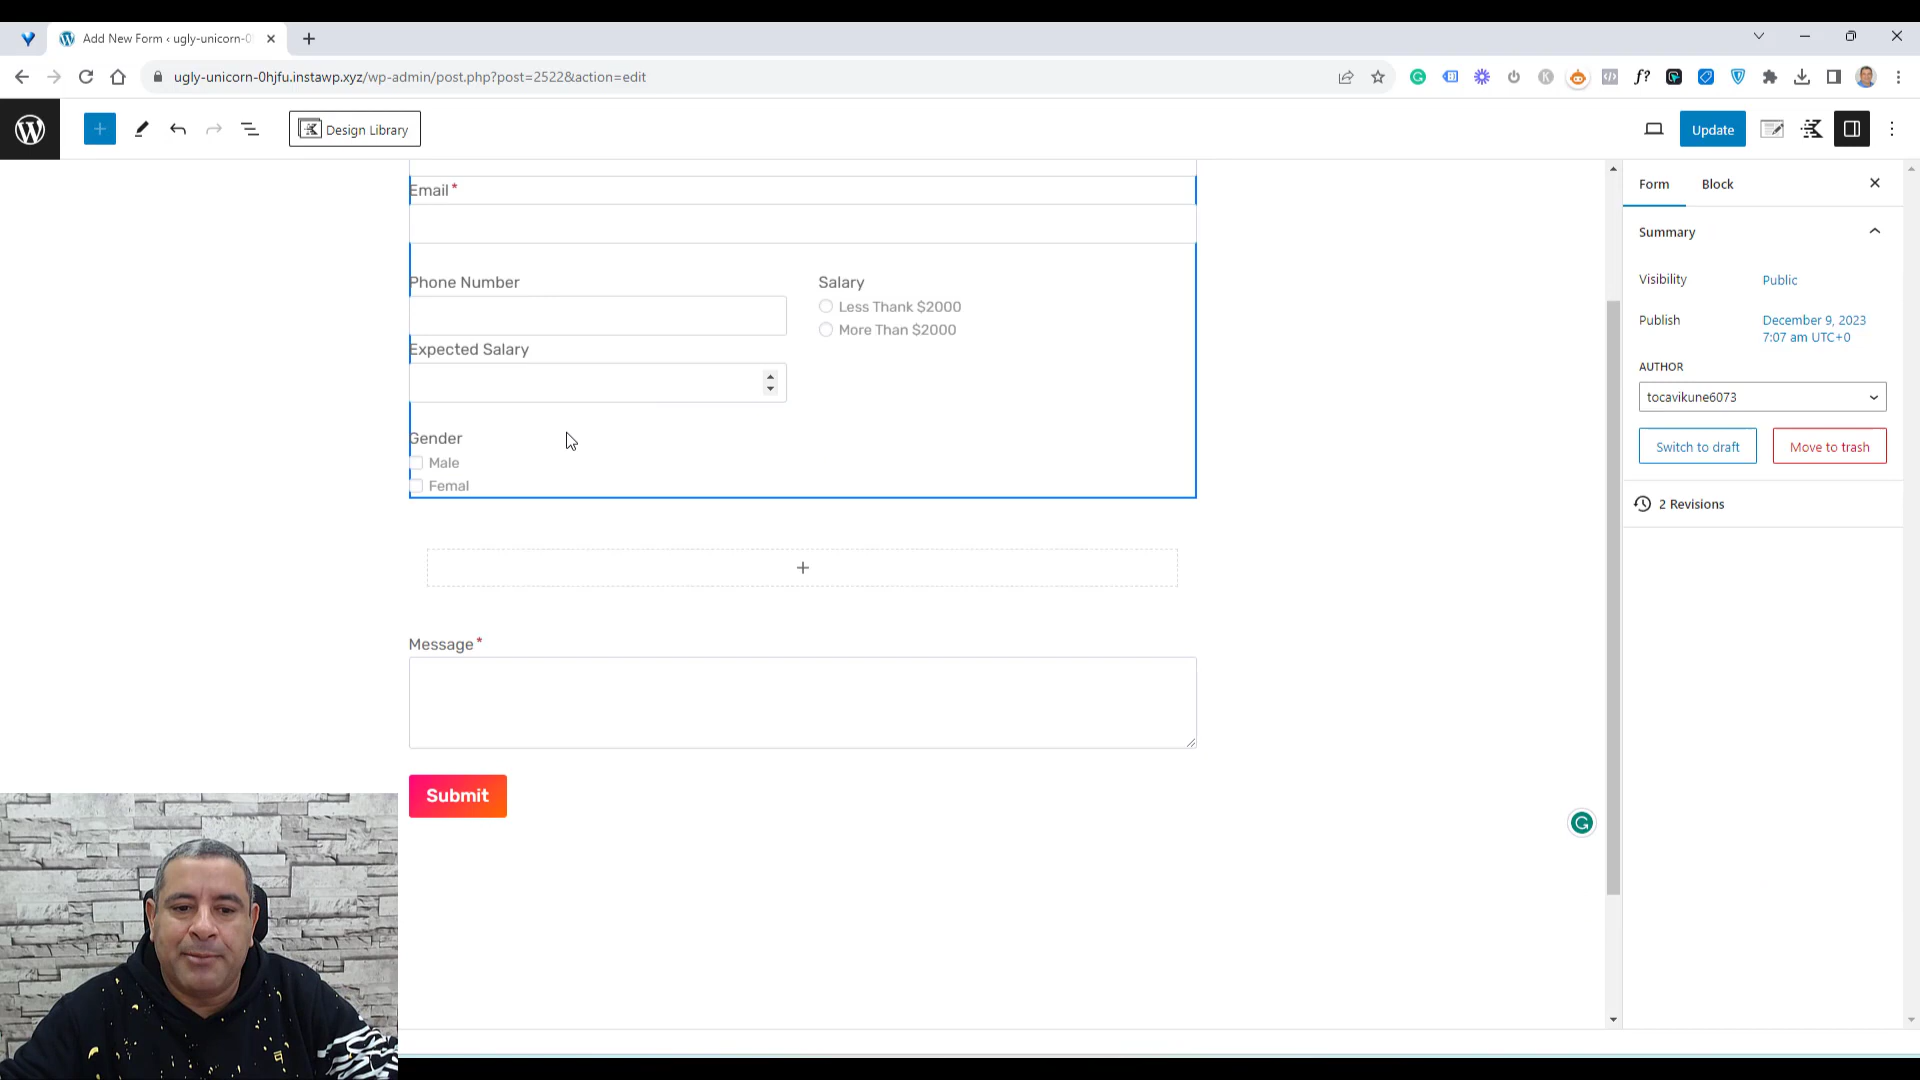 Add New Form ‹ ugly-unicorn-0
ugly-unicorn-0hjfu.instawp.xyz/wp-admin/post.php?post=2522&action=edit
Design Library
Update
Form
Block
Email *
Summary
Visibility
Public
Phone Number
Salary
Less Thank $2000
More Than $2000
Publish
December 9, 2023
7:07 am UTC+0
Expected Salary
AUTHOR
tocavikune6073
Gender
Male
Femal
Switch to draft
Move to trash
2 Revisions
Message *
Submit